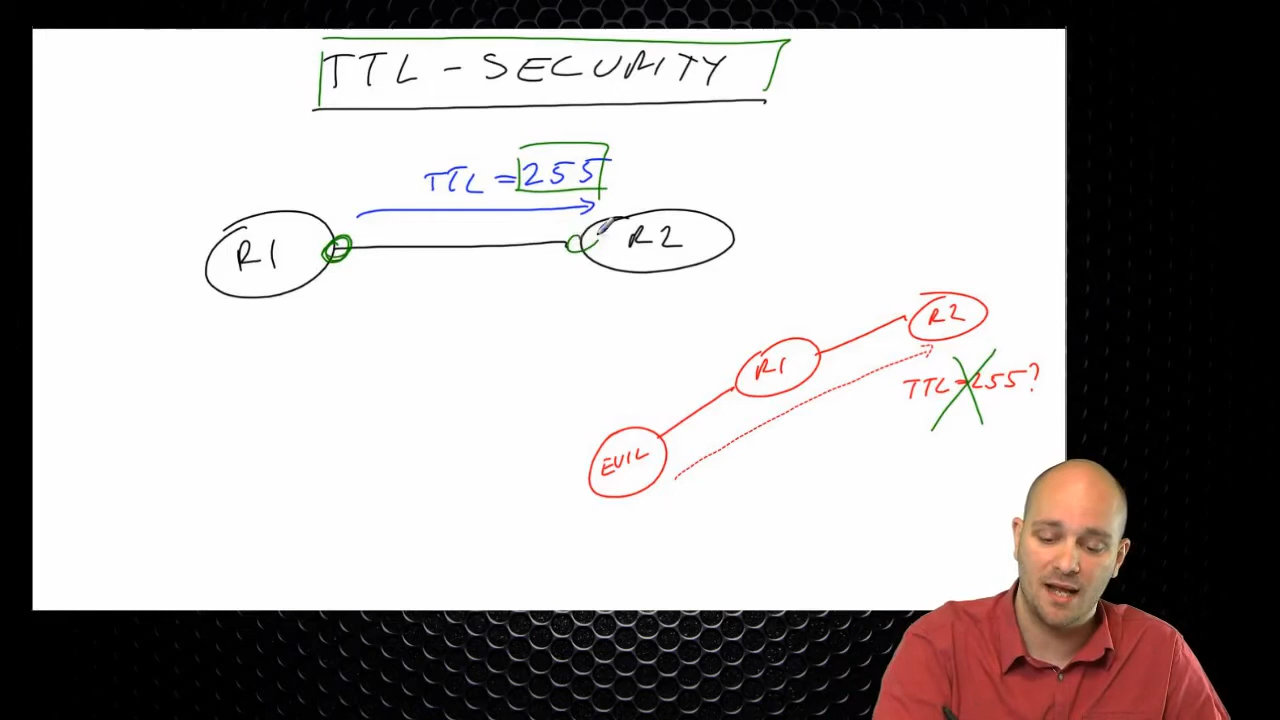 TTL - SECURITY
TTL = 255
R1
R2
R2
R1
TTL=255?
EVIL